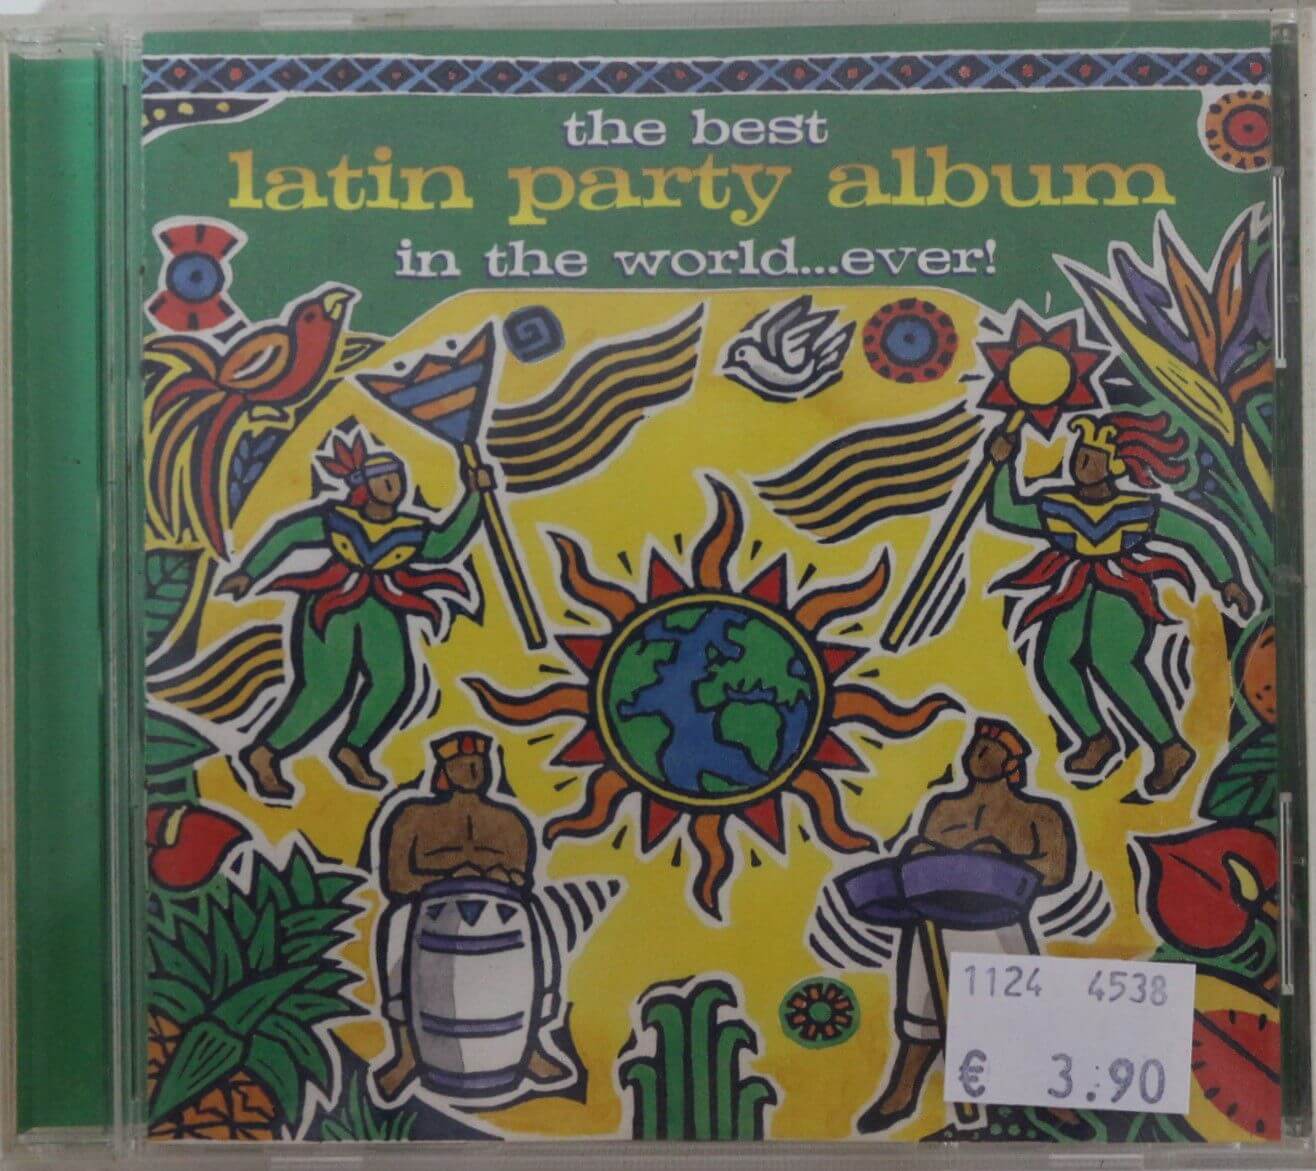 the best
latin party album
in the world...ever!
1124 4538
€ 3.90